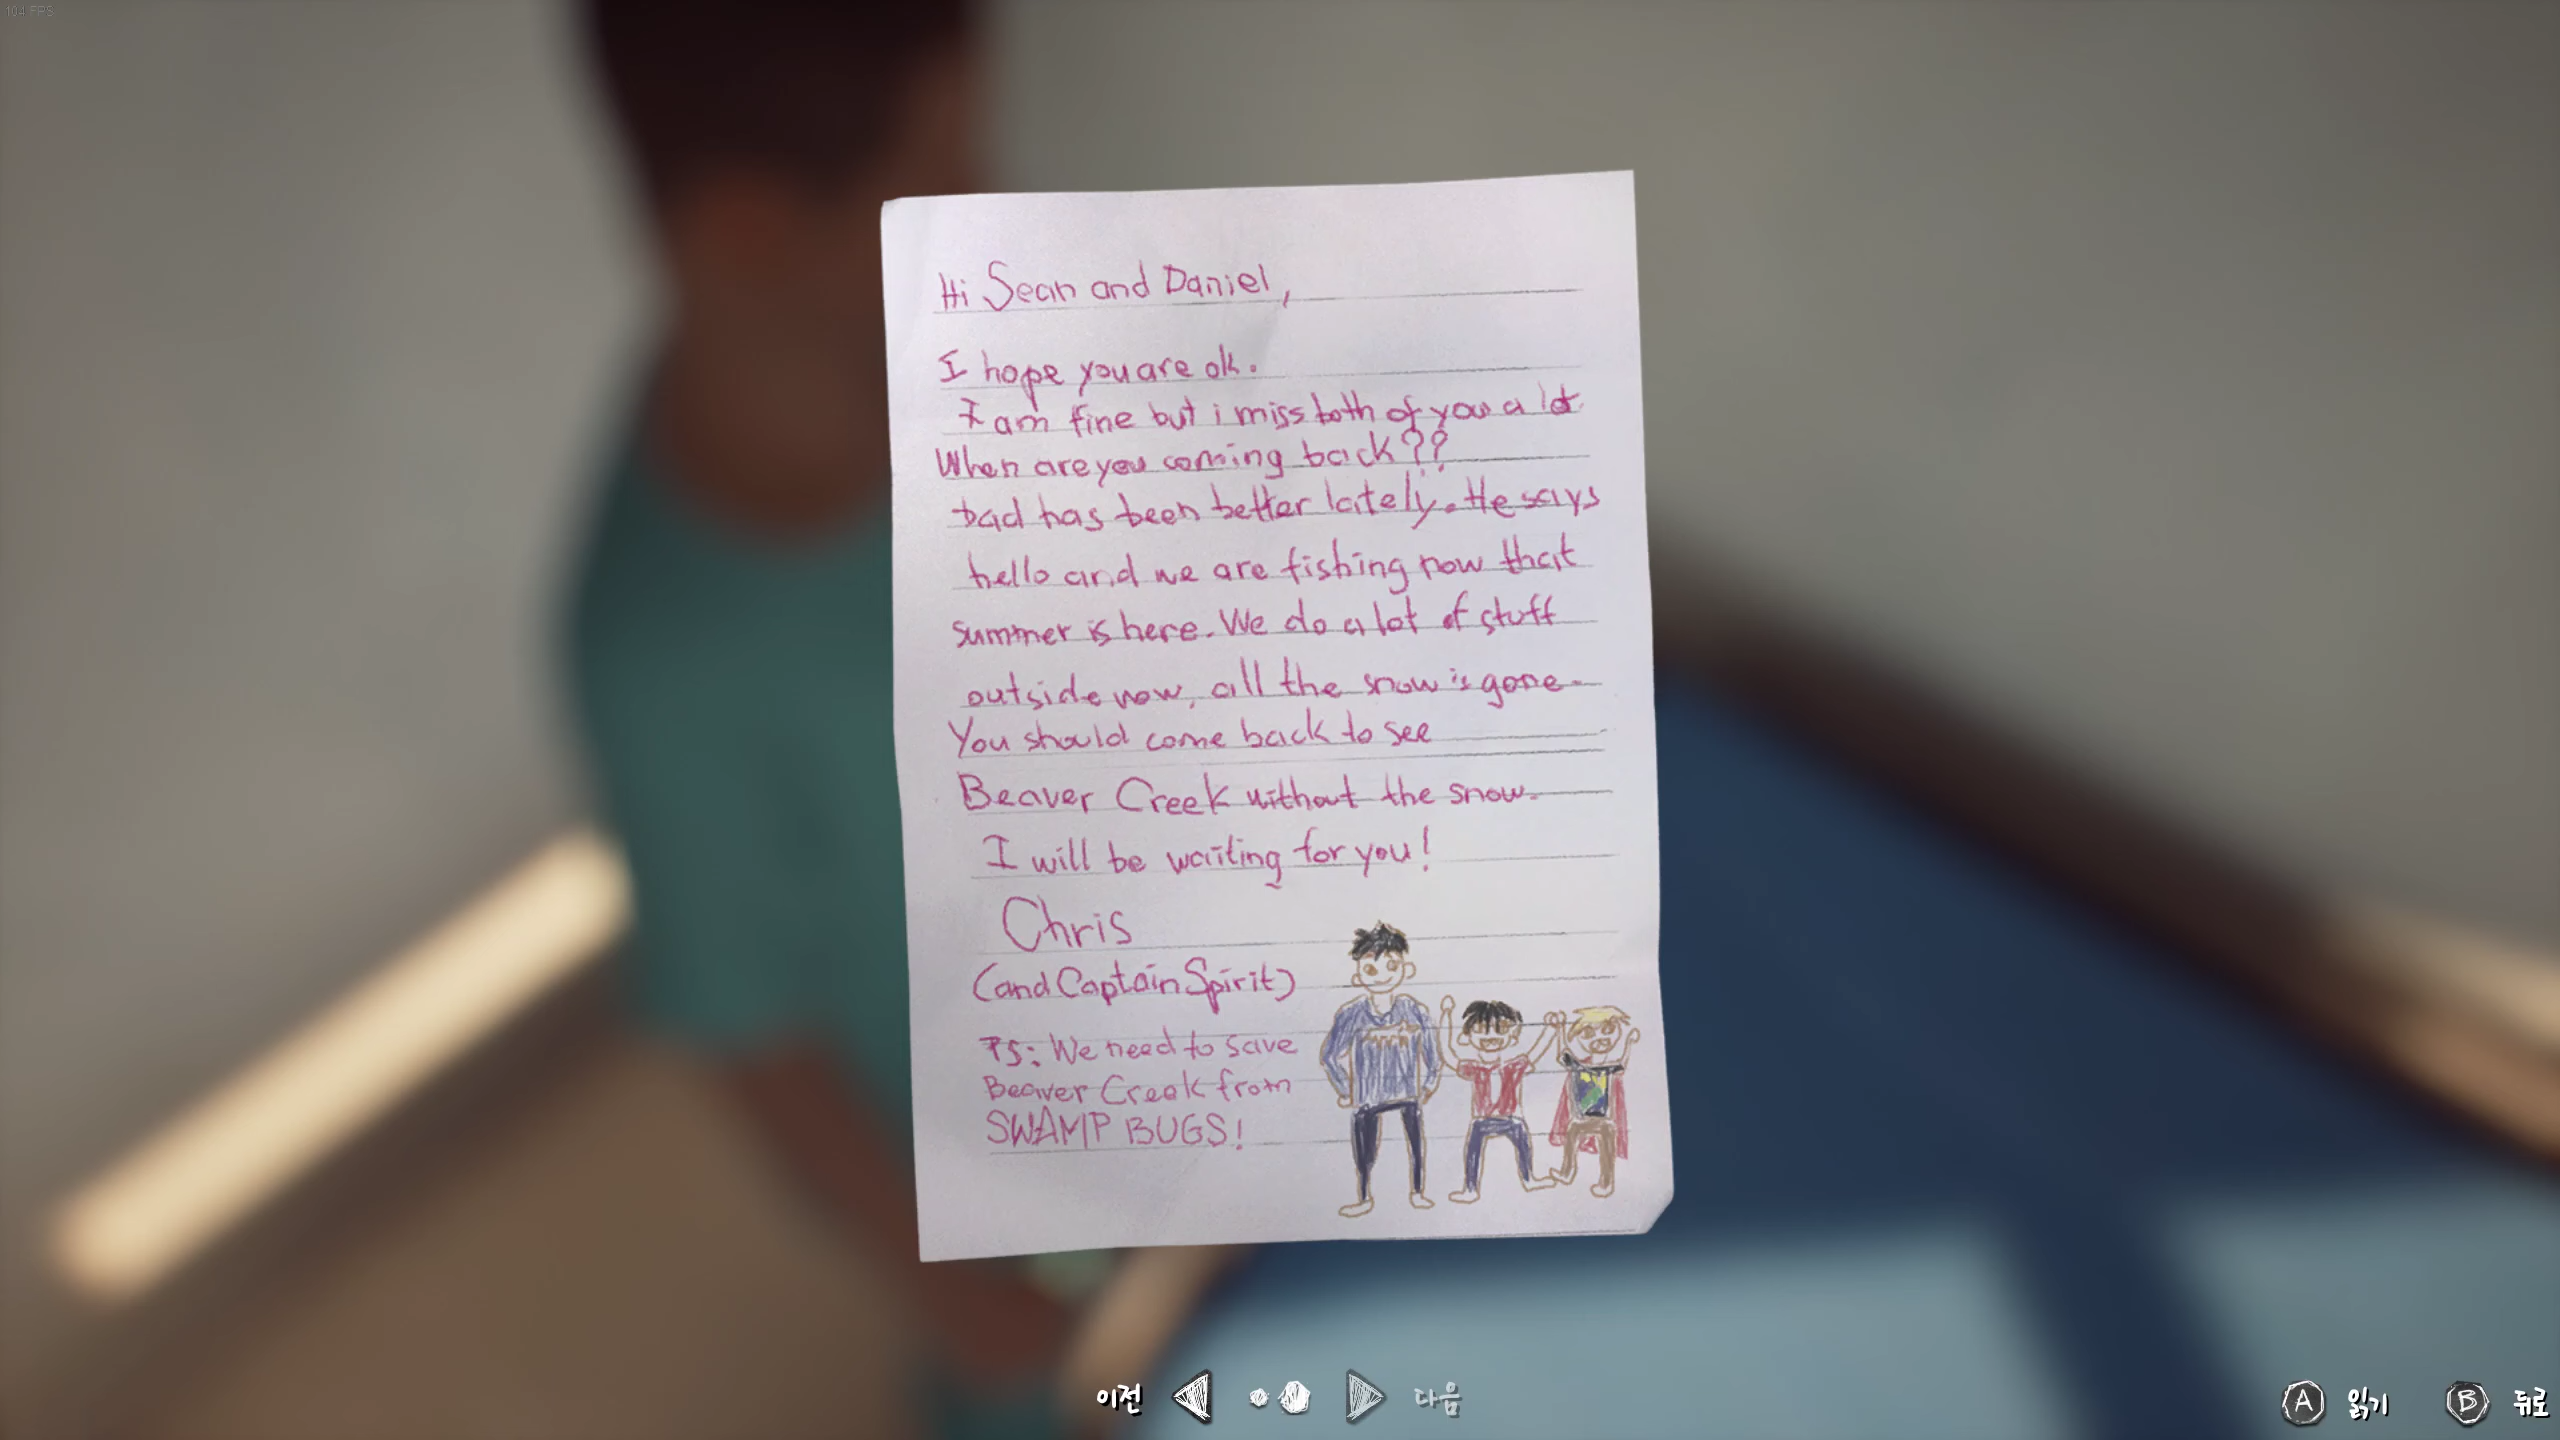 104 FPS
Hi Sean and Daniel,
I hope you are ok.
I am fine but i miss both of you a lot
When are you coming back??
Dad has been better lately. He says
hello and we are fishing now that
summer is here. We do a lot of stuff
outside now, all the snow is gone.
You should come back to see
Beaver Creek without the snow.
I will be waiting for you!
Chris
(and Captain Spirit)
PS: We need to save
Beaver Creek from
SWAMP BUGS!
이전 다음
A 읽기 B 뒤로